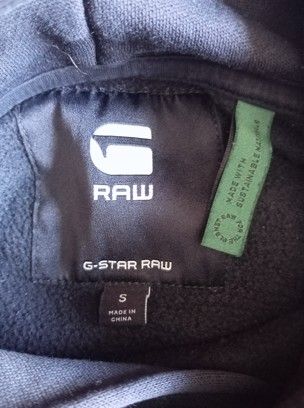 G
RAW
G-STAR RAW
MADE WITH
SUSTAINABLE MATERIALS
S
MADE IN
CHINA